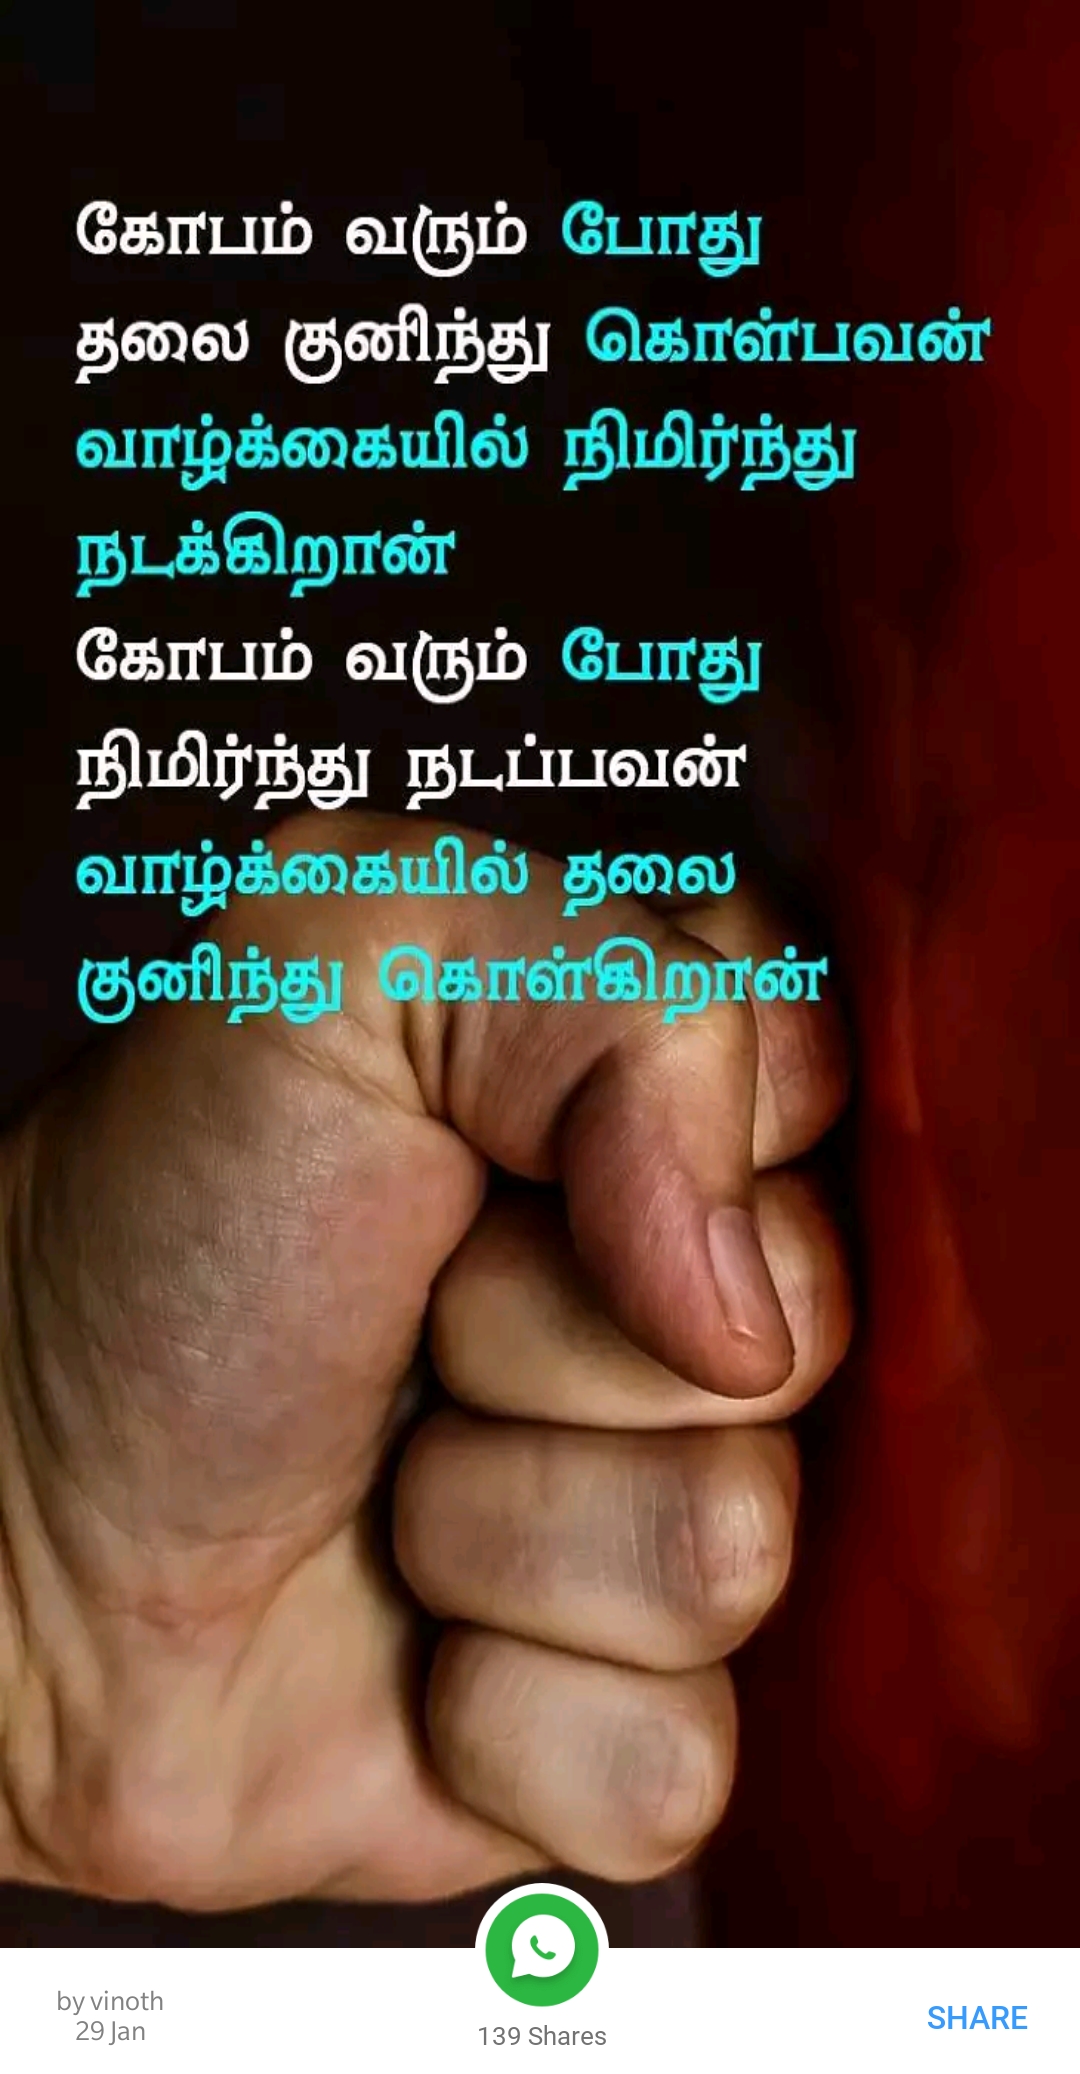 கோபம் வரும் போது
தலை குனிந்து கொள்பவன்
வாழ்க்கையில் நிமிர்ந்து
நடக்கிறான்
கோபம் வரும் போது
நிமிர்ந்து நடப்பவன்
வாழ்க்கையில் தலை
குனிந்து கொள்கிறான்
by vinoth
29 Jan
139 Shares
SHARE